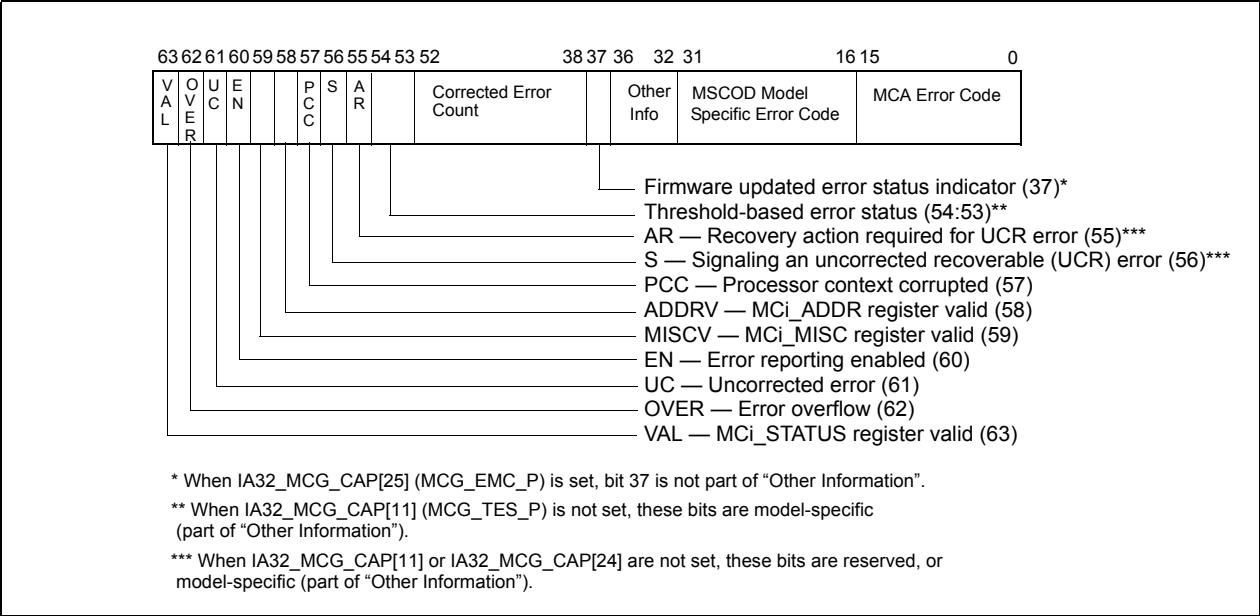 63 62 61 60 59 58 57 56 55 54 53 52 38 37 36 32 31 16 15 0
VAL
OVER
UC
EN
PCC
S
AR
Corrected Error
Count
Other
Info
MSCOD Model
Specific Error Code
MCA Error Code
Firmware updated error status indicator (37)*
Threshold-based error status (54:53)**
AR — Recovery action required for UCR error (55)***
S — Signaling an uncorrected recoverable (UCR) error (56)***
PCC — Processor context corrupted (57)
ADDRV — MCi_ADDR register valid (58)
MISCV — MCi_MISC register valid (59)
EN — Error reporting enabled (60)
UC — Uncorrected error (61)
OVER — Error overflow (62)
VAL — MCi_STATUS register valid (63)
* When IA32_MCG_CAP[25] (MCG_EMC_P) is set, bit 37 is not part of “Other Information”.
** When IA32_MCG_CAP[11] (MCG_TES_P) is not set, these bits are model-specific
(part of “Other Information”).
*** When IA32_MCG_CAP[11] or IA32_MCG_CAP[24] are not set, these bits are reserved, or
model-specific (part of “Other Information”).